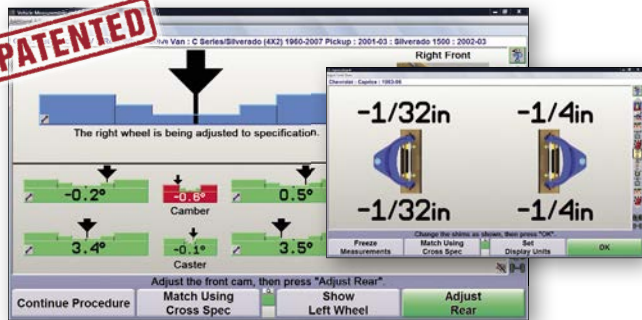 PATENTED
Vehicle Measurements and
ive Van : C Series/Silverado (4X2) 1960-2007 Pickup : 2001-03 : Silverado 1500 : 2002-03
Right Front
The right wheel is being adjusted to specification.
-0.2°
-0.6°
0.5°
Camber
3.4°
-0.1°
3.5°
Caster
Adjust the front cam, then press "Adjust Rear".
Continue Procedure
Match Using
Cross Spec
Show
Left Wheel
Adjust
Rear
Chevrolet : Caprice : 1983-86
-1/32in
-1/4in
-1/32in
-1/4in
Change the shims as shown, then press "OK".
Freeze
Measurements
Match Using
Cross Spec
Set
Display Units
OK